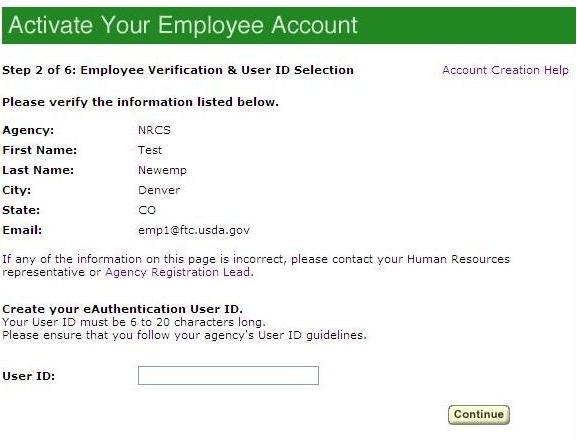 Activate Your Employee Account
Step 2 of 6: Employee Verification & User ID Selection Account Creation Help
Please verify the information listed below.
Agency: NRCS
First Name: Test
Last Name: Newemp
City: Denver
State: CO
Email: emp1@ftc.usda.gov
If any of the information on this page is incorrect, please contact your Human Resources
representative or Agency Registration Lead.
Create your eAuthentication User ID.
Your User ID must be 6 to 20 characters long.
Please ensure that you follow your agency's User ID guidelines.
User ID:
Continue